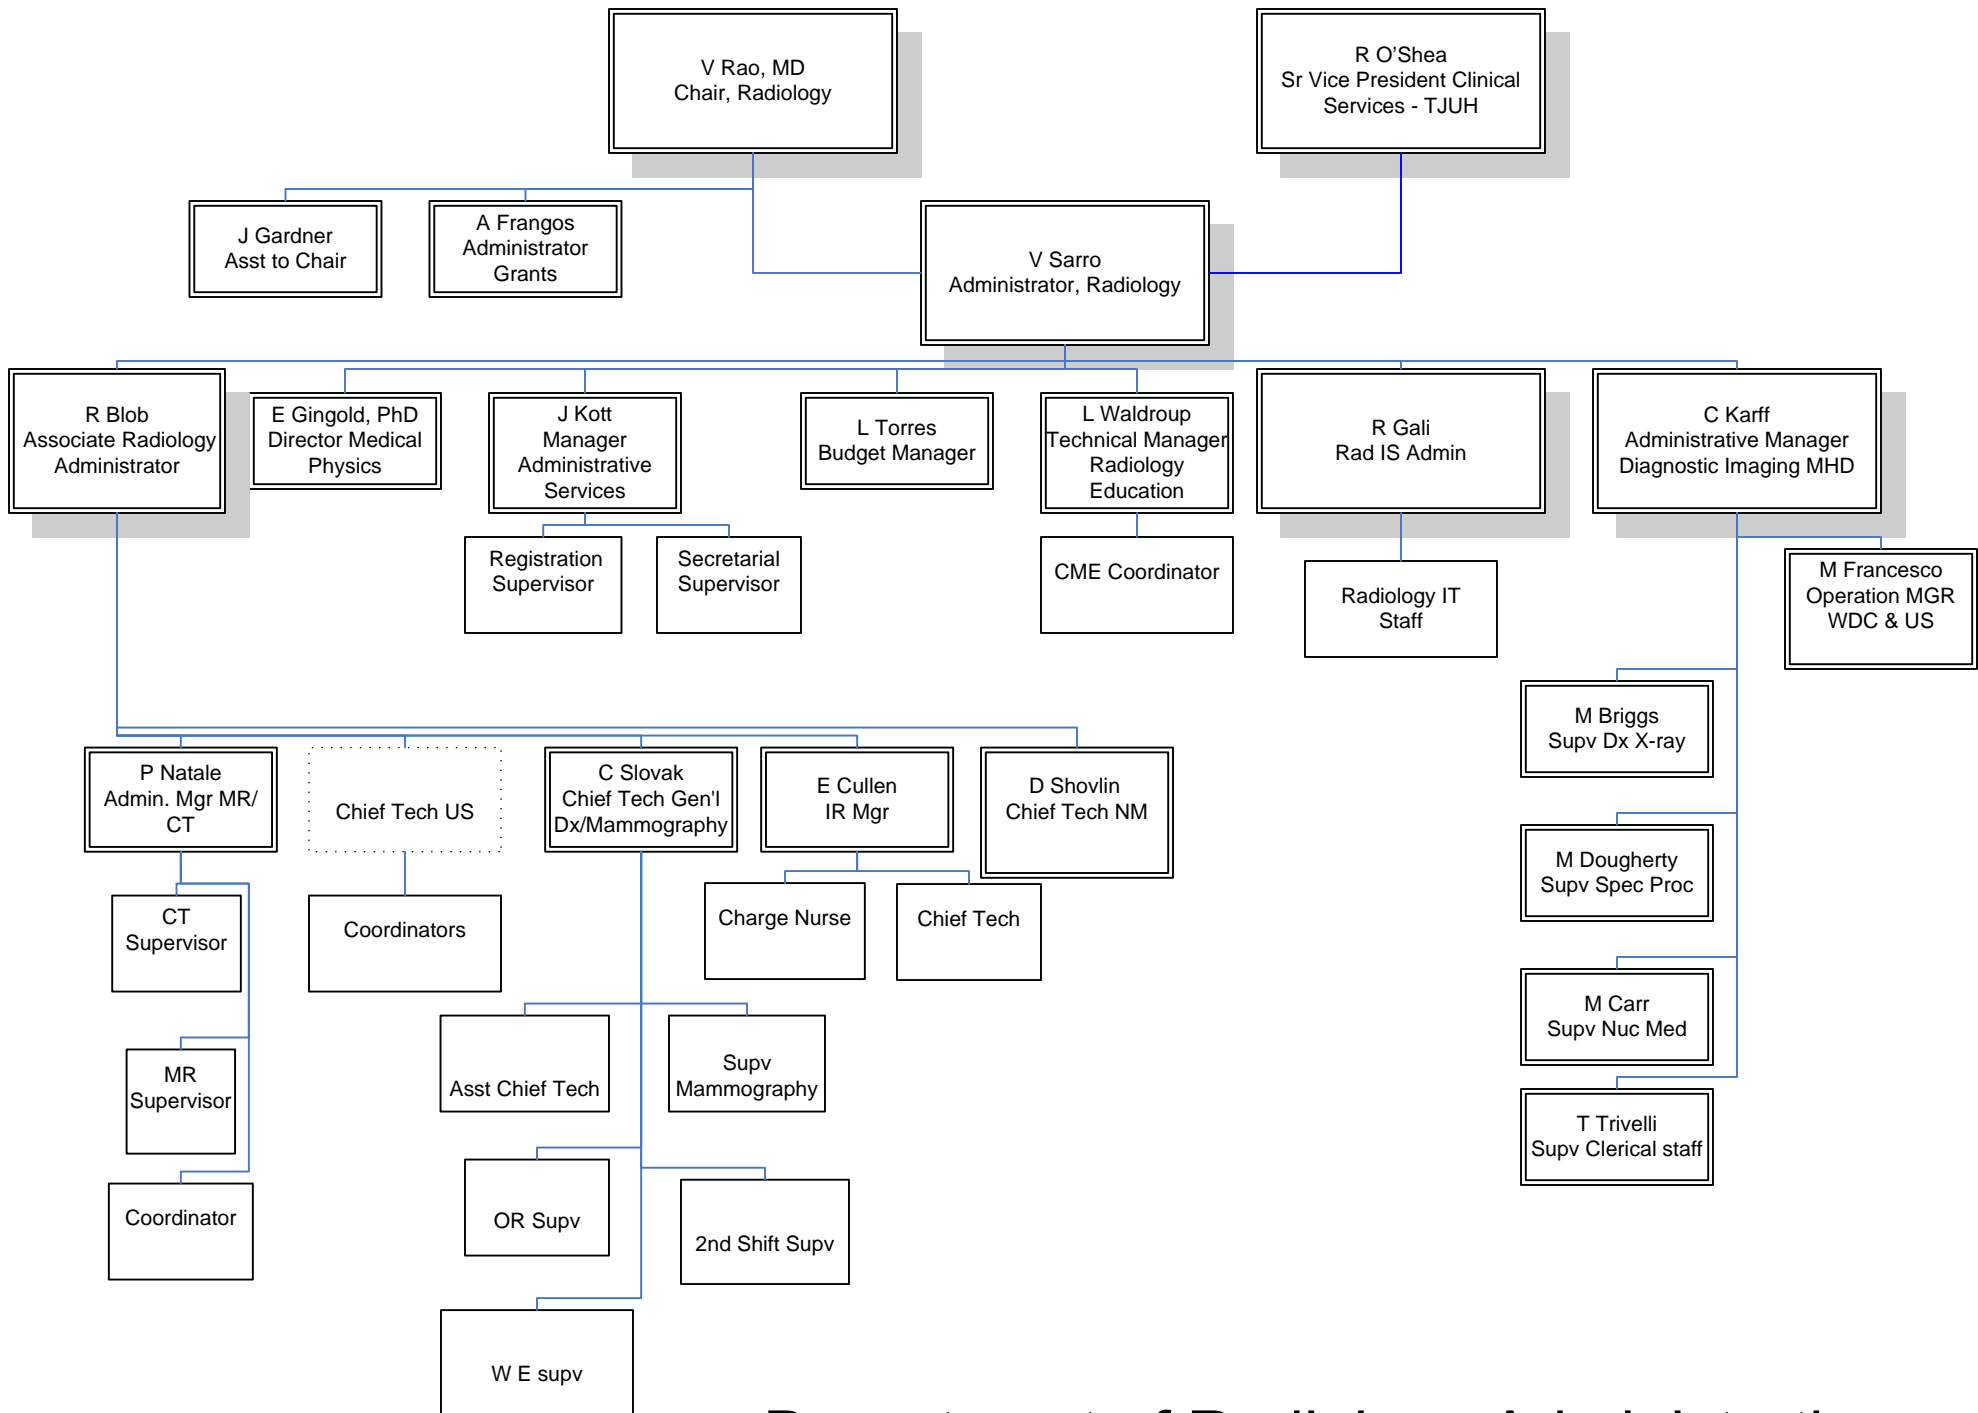 V Rao, MD
Chair, Radiology
R O'Shea
Sr Vice President Clinical
Services - TJUH
J Gardner
Asst to Chair
A Frangos
Administrator
Grants
V Sarro
Administrator, Radiology
R Blob
Associate Radiology
Administrator
E Gingold, PhD
Director Medical
Physics
J Kott
Manager
Administrative
Services
L Torres
Budget Manager
L Waldroup
Technical Manager
Radiology
Education
R Gali
Rad IS Admin
C Karff
Administrative Manager
Diagnostic Imaging MHD
Registration
Supervisor
Secretarial
Supervisor
CME Coordinator
Radiology IT
Staff
M Francesco
Operation MGR
WDC & US
M Briggs
Supv Dx X-ray
P Natale
Admin. Mgr MR/
CT
Chief Tech US
C Slovak
Chief Tech Gen'l
Dx/Mammography
E Cullen
IR Mgr
D Shovlin
Chief Tech NM
M Dougherty
Supv Spec Proc
CT
Supervisor
Coordinators
Charge Nurse
Chief Tech
M Carr
Supv Nuc Med
MR
Supervisor
Asst Chief Tech
Supv
Mammography
T Trivelli
Supv Clerical staff
Coordinator
OR Supv
2nd Shift Supv
W E supv